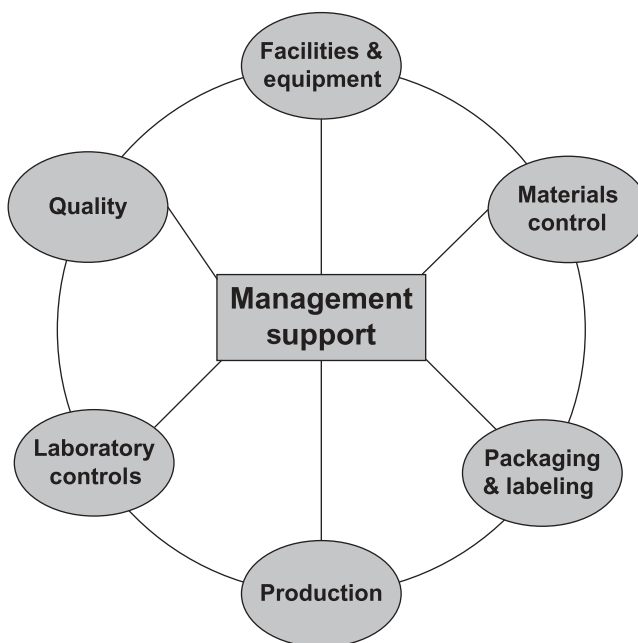 Facilities &
equipment
Quality
Materials
control
Management
support
Laboratory
controls
Packaging
& labeling
Production